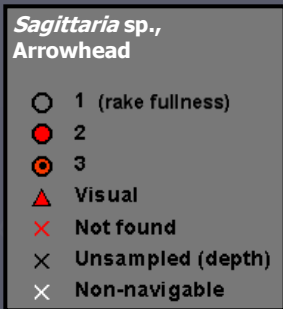 Sagittaria sp.,
Arrowhead
1 (rake fullness)
2
3
Visual
Not found
Unsampled (depth)
Non-navigable